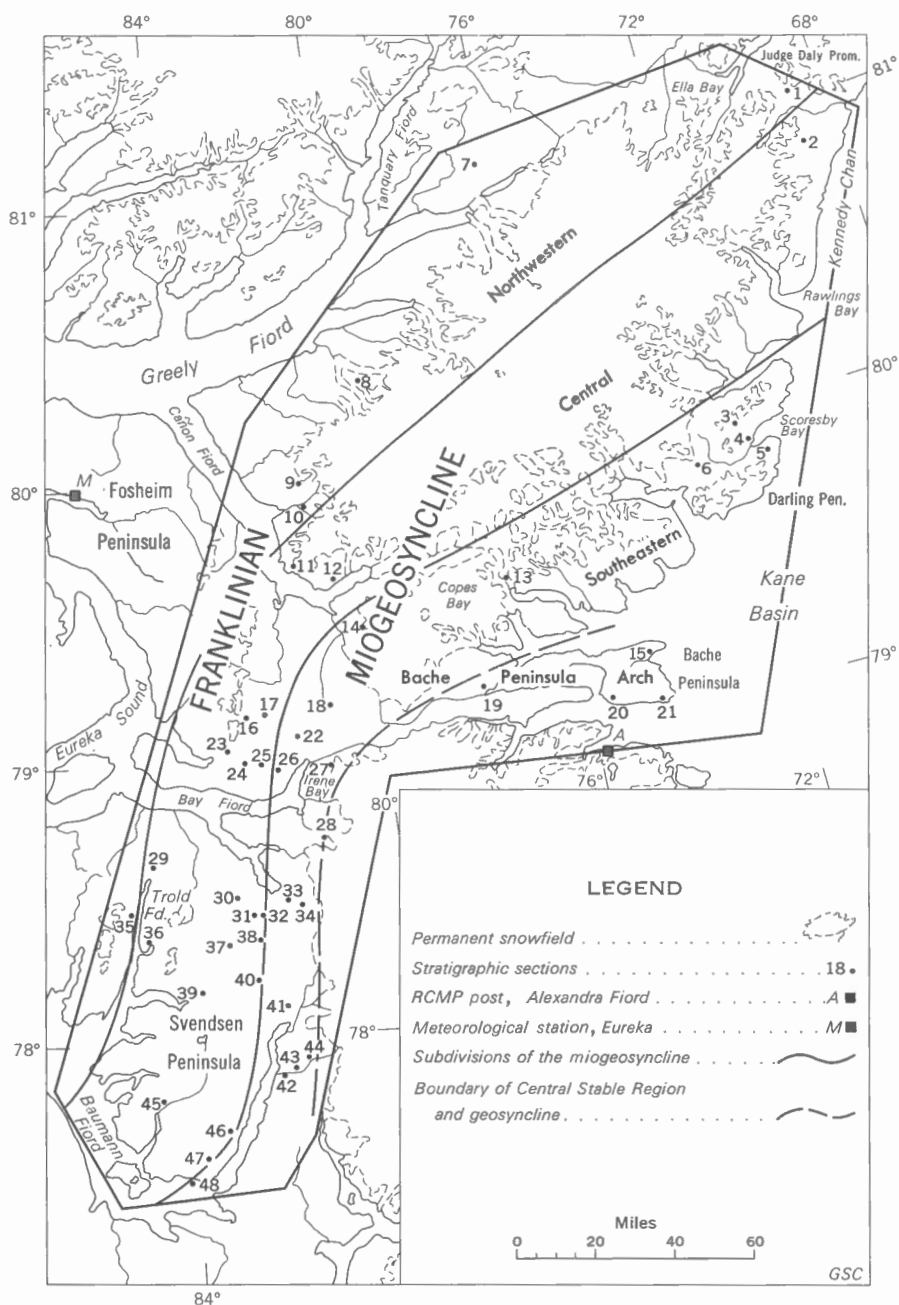 84° 80° 76° 72° 68°
Judge Daly Prom.
81°
Ella Bay
1
2
Tanquary Fiord
7
81°
Kennedy-Chan
Northwestern
Rawlings Bay
Greely Fiord
80°
8
Central
Cañon Fiord
3
Scoresby Bay
4
5
6
M
80°
Fosheim Peninsula
9
10
Darling Pen.
FRANKLINIAN MIOGEOSYNCLINE
11
12
13
Southeastern
Copes Bay
Kane Basin
14
15
79°
Bache Peninsula Arch
Bache Peninsula
19
20
21
Eureka Sound
16
17
18
22
23
24
25
26
27
A
79°
Irene Bay
76°
72°
Bay Fiord
80°
28
29
Trold Fd.
30
31
32
33
34
35
36
37
38
39
40
41
Svendsen Peninsula
78°
78°
42
43
44
45
46
47
48
Baumann Fiord
84°
LEGEND
Permanent snowfield . . . . . . . . . . . .
Stratigraphic sections . . . . . . . . . . . . 18
RCMP post, Alexandra Fiord . . . . . . . . . A
Meteorological station, Eureka . . . . . . . . M
Subdivisions of the miogeosyncline . . . . .
Boundary of Central Stable Region
and geosyncline . . . . . . . . . . . .
Miles
0 20 40 60
GSC